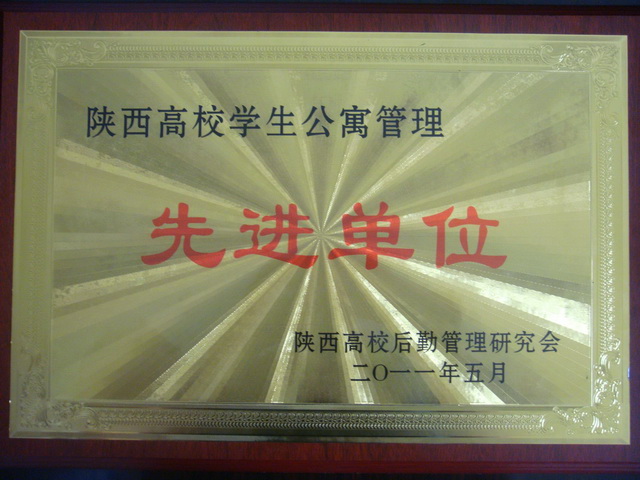 陕西高校学生公寓管理
先进单位
陕西高校后勤管理研究会
二〇一一年五月